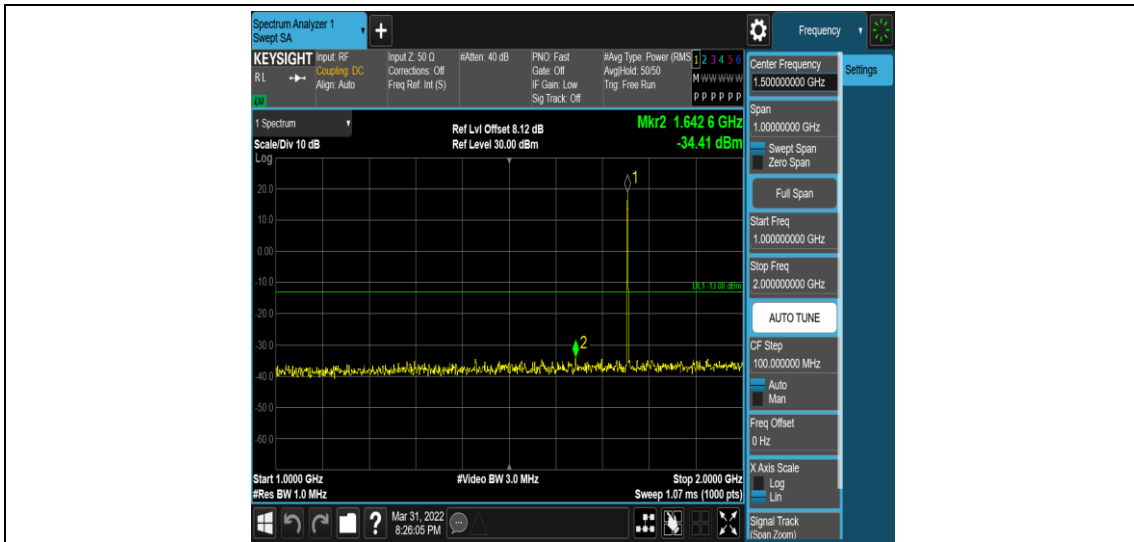 Spectrum Analyzer 1
Swept SA
Frequency
KEYSIGHT
RL
Input: RF
Coupling: DC
Align: Auto
Input Z: 50 Ω
Corrections: Off
Freq Ref: Int (S)
#Atten: 40 dB
PNO: Fast
Gate: Off
IF Gain: Low
Sig Track: Off
#Avg Type: Power (RMS
Avg|Hold: 50/50
Trig: Free Run
1 2 3 4 5 6
M W W W W W
P P P P P P
Center Frequency
1.500000000 GHz
Settings
Span
1.00000000 GHz
Swept Span
Zero Span
Full Span
Start Freq
1.000000000 GHz
Stop Freq
2.000000000 GHz
AUTO TUNE
CF Step
100.000000 MHz
Auto
Man
Freq Offset
0 Hz
X Axis Scale
Log
Lin
Signal Track
(Span Zoom)
1 Spectrum
Scale/Div 10 dB
Ref Lvl Offset 8.12 dB
Ref Level 30.00 dBm
Mkr2 1.642 6 GHz
-34.41 dBm
Log
1
20.0
10.0
0.00
-10.0
DL1 -13.00 dBm
-20.0
-30.0
2
-40.0
-50.0
-60.0
Start 1.0000 GHz
#Video BW 3.0 MHz
Stop 2.0000 GHz
#Res BW 1.0 MHz
Sweep 1.07 ms (1000 pts)
Mar 31, 2022
8:26:05 PM